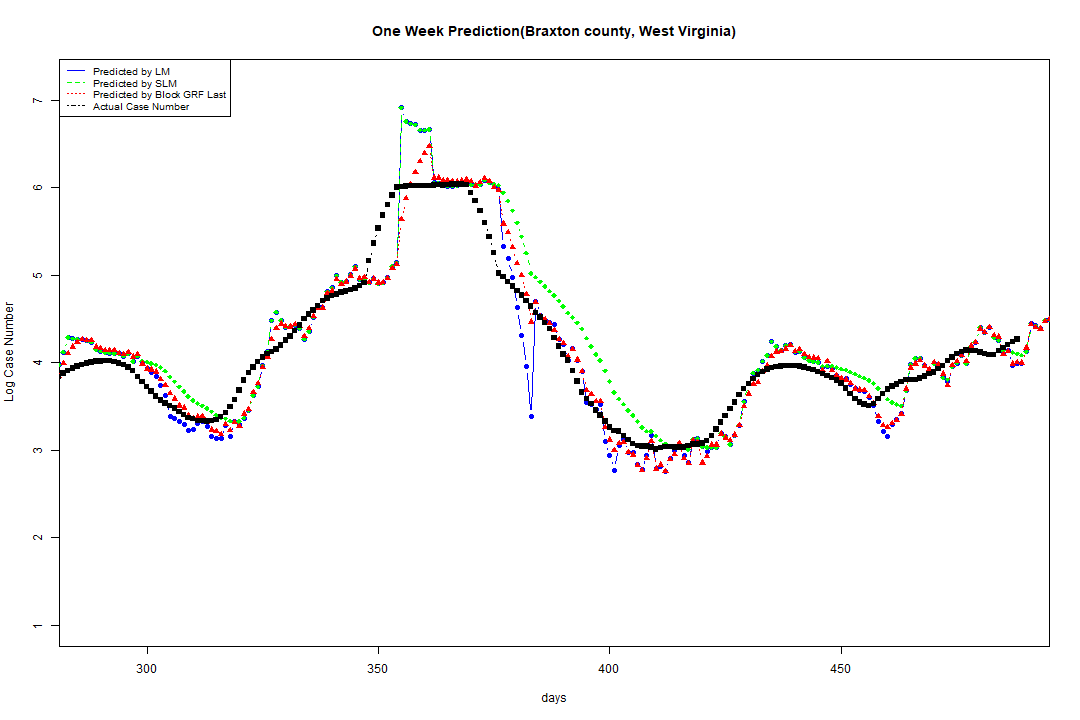 One Week Prediction(Braxton county, West Virginia)
Predicted by LM
Predicted by SLM
Predicted by Block GRF Last
Actual Case Number
Log Case Number
7
6
5
4
3
2
1
300 350 400 450
days